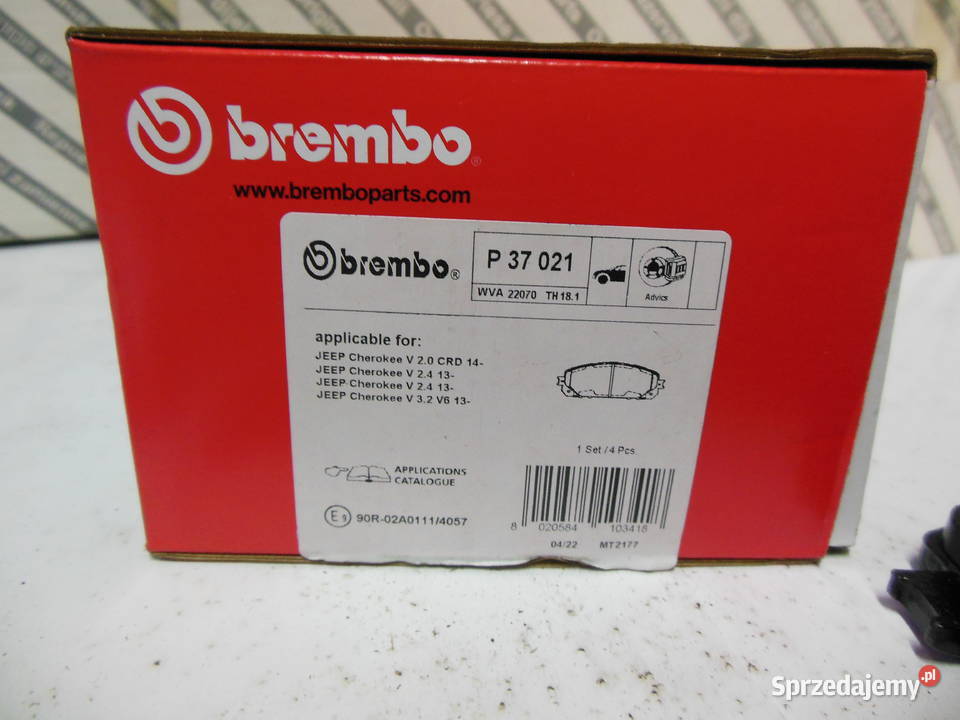 brembo
www.bremboparts.com
brembo®
P 37 021
WVA 22070 TH 18.1
Advics
applicable for:
JEEP Cherokee V 2.0 CRD 14-
JEEP Cherokee V 2.4 13-
JEEP Cherokee V 2.4 13-
JEEP Cherokee V 3.2 V6 13-
1 Set / 4 Pcs.
APPLICATIONS
CATALOGUE
E9 90R-02A0111/4057
8 020584 103418
04/22 MT2177
Sprzedajemy.pl